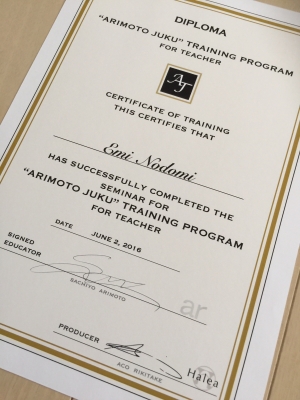 DIPLOMA
"ARIMOTO JUKU" TRAINING PROGRAM
FOR TEACHER
AJ
CERTIFICATE OF TRAINING
THIS CERTIFIES THAT
Emi Nodomi
HAS SUCCESSFULLY COMPLETED THE
SEMINAR FOR
"ARIMOTO JUKU" TRAINING PROGRAM
FOR TEACHER
DATE JUNE 2, 2016
SIGNED
EDUCATOR
SACHIYO ARIMOTO
ar
PRODUCER
ACO RIKITAKE
Halea